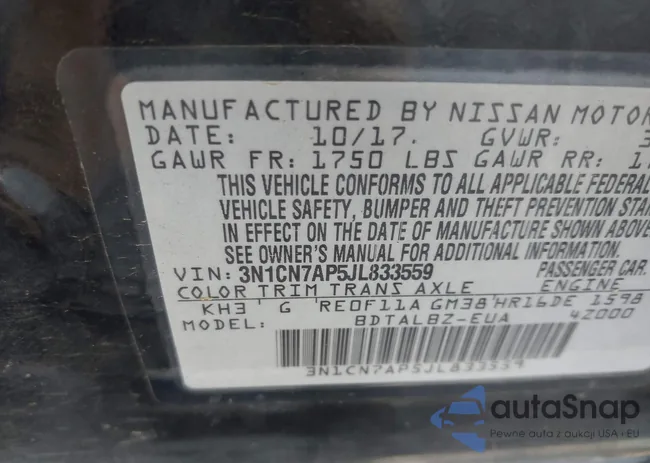 MANUFACTURED BY NISSAN MOTOR
DATE: 10/17. GVWR: 3
GAWR FR: 1750 LBS GAWR RR: 1
THIS VEHICLE CONFORMS TO ALL APPLICABLE FEDERAL
VEHICLE SAFETY, BUMPER AND THEFT PREVENTION STA
IN EFFECT ON THE DATE OF MANUFACTURE SHOWN ABOVE
SEE OWNER'S MANUAL FOR ADDITIONAL INFORMATION.
VIN: 3N1CN7AP5JL833559 PASSENGER CAR.
COLOR TRIM TRANS AXLE ENGINE
KH3 G RE0F11A GM38 HR16DE 1598
MODEL: BDTALBZ-EUA 4Z000
3N1CN7AP5JL833559
autaSnap
Pewne auta z aukcji USA • EU